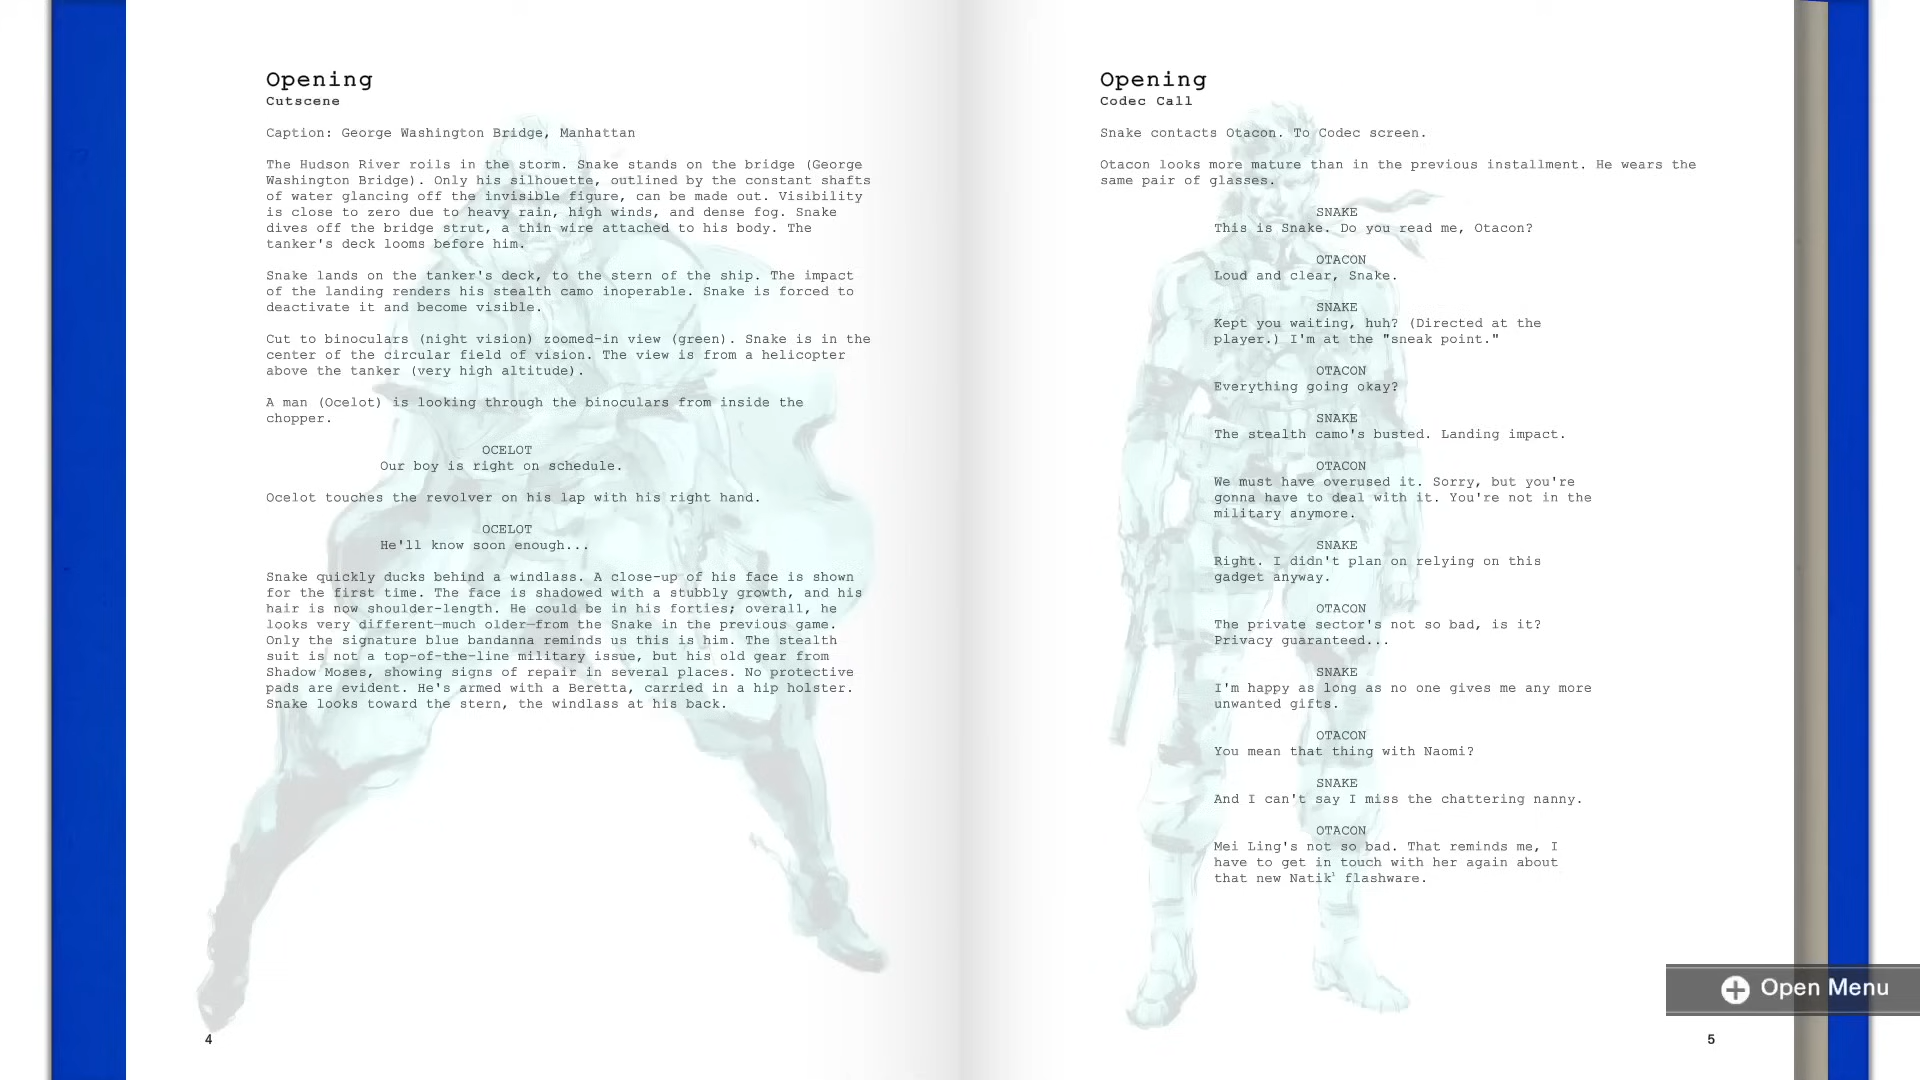 Opening
Cutscene
Caption: George Washington Bridge, Manhattan
The Hudson River roils in the storm. Snake stands on the bridge (George
Washington Bridge). Only his silhouette, outlined by the constant shafts
of water glancing off the invisible figure, can be made out. Visibility
is close to zero due to heavy rain, high winds, and dense fog. Snake
dives off the bridge strut, a thin wire attached to his body. The
tanker's deck looms before him.
Snake lands on the tanker's deck, to the stern of the ship. The impact
of the landing renders his stealth camo inoperable. Snake is forced to
deactivate it and become visible.
Cut to binoculars (night vision) zoomed-in view (green). Snake is in the
center of the circular field of vision. The view is from a helicopter
above the tanker (very high altitude).
A man (Ocelot) is looking through the binoculars from inside the
chopper.
OCELOT
Our boy is right on schedule.
Ocelot touches the revolver on his lap with his right hand.
OCELOT
He'll know soon enough...
Snake quickly ducks behind a windlass. A close-up of his face is shown
for the first time. The face is shadowed with a stubbly growth, and his
hair is now shoulder-length. He could be in his forties; overall, he
looks very different—much older—from the Snake in the previous game.
Only the signature blue bandanna reminds us this is him. The stealth
suit is not a top-of-the-line military issue, but his old gear from
Shadow Moses, showing signs of repair in several places. No protective
pads are evident. He's armed with a Beretta, carried in a hip holster.
Snake looks toward the stern, the windlass at his back.
4
Opening
Codec Call
Snake contacts Otacon. To Codec screen.
Otacon looks more mature than in the previous installment. He wears the
same pair of glasses.
SNAKE
This is Snake. Do you read me, Otacon?
OTACON
Loud and clear, Snake.
SNAKE
Kept you waiting, huh? (Directed at the
player.) I'm at the "sneak point."
OTACON
Everything going okay?
SNAKE
The stealth camo's busted. Landing impact.
OTACON
We must have overused it. Sorry, but you're
gonna have to deal with it. You're not in the
military anymore.
SNAKE
Right. I didn't plan on relying on this
gadget anyway.
OTACON
The private sector's not so bad, is it?
Privacy guaranteed...
SNAKE
I'm happy as long as no one gives me any more
unwanted gifts.
OTACON
You mean that thing with Naomi?
SNAKE
And I can't say I miss the chattering nanny.
OTACON
Mei Ling's not so bad. That reminds me, I
have to get in touch with her again about
that new Natik¹ flashware.
Open Menu
5